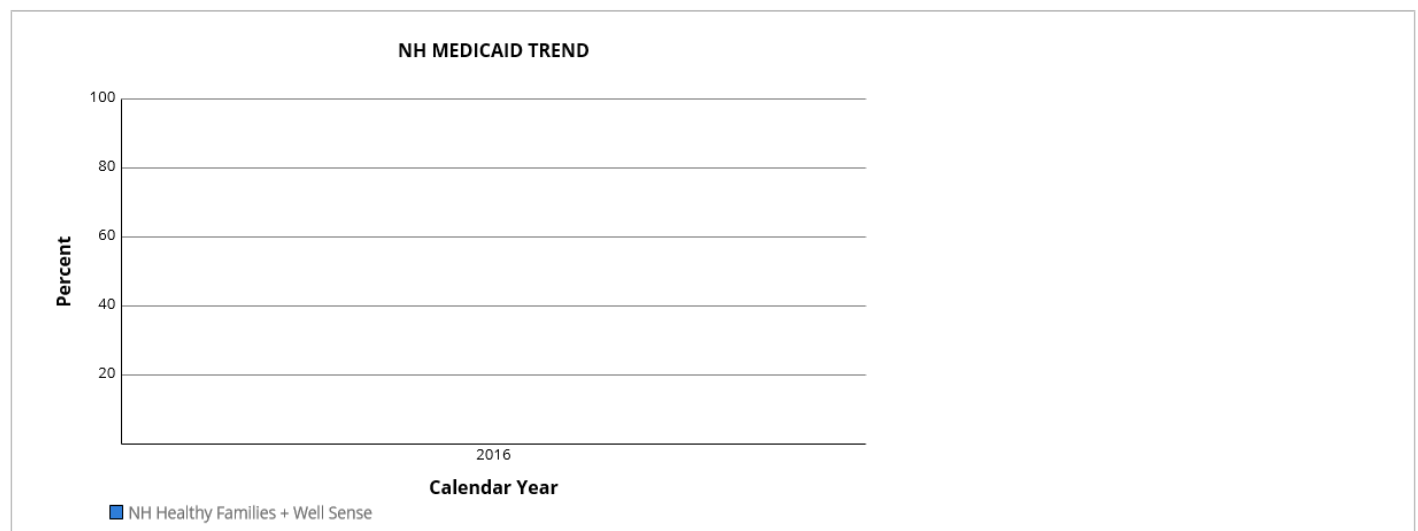 NH MEDICAID TREND
100
80
60
40
20
Percent
2016
Calendar Year
NH Healthy Families + Well Sense